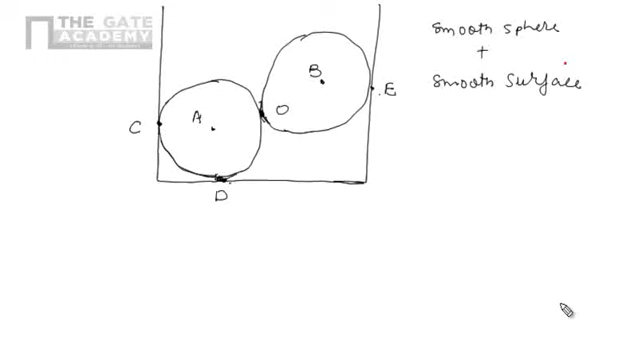 THE GATE
ACADEMY
smooth sphere
+
smooth surface
B
E
A
O
C
D